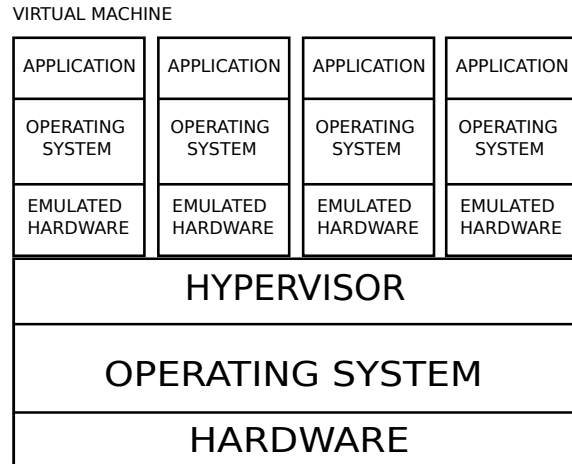 VIRTUAL MACHINE
APPLICATION APPLICATION APPLICATION APPLICATION
OPERATING OPERATING OPERATING OPERATING
SYSTEM SYSTEM SYSTEM SYSTEM
EMULATED EMULATED EMULATED EMULATED
HARDWARE HARDWARE HARDWARE HARDWARE
HYPERVISOR
OPERATING SYSTEM
HARDWARE